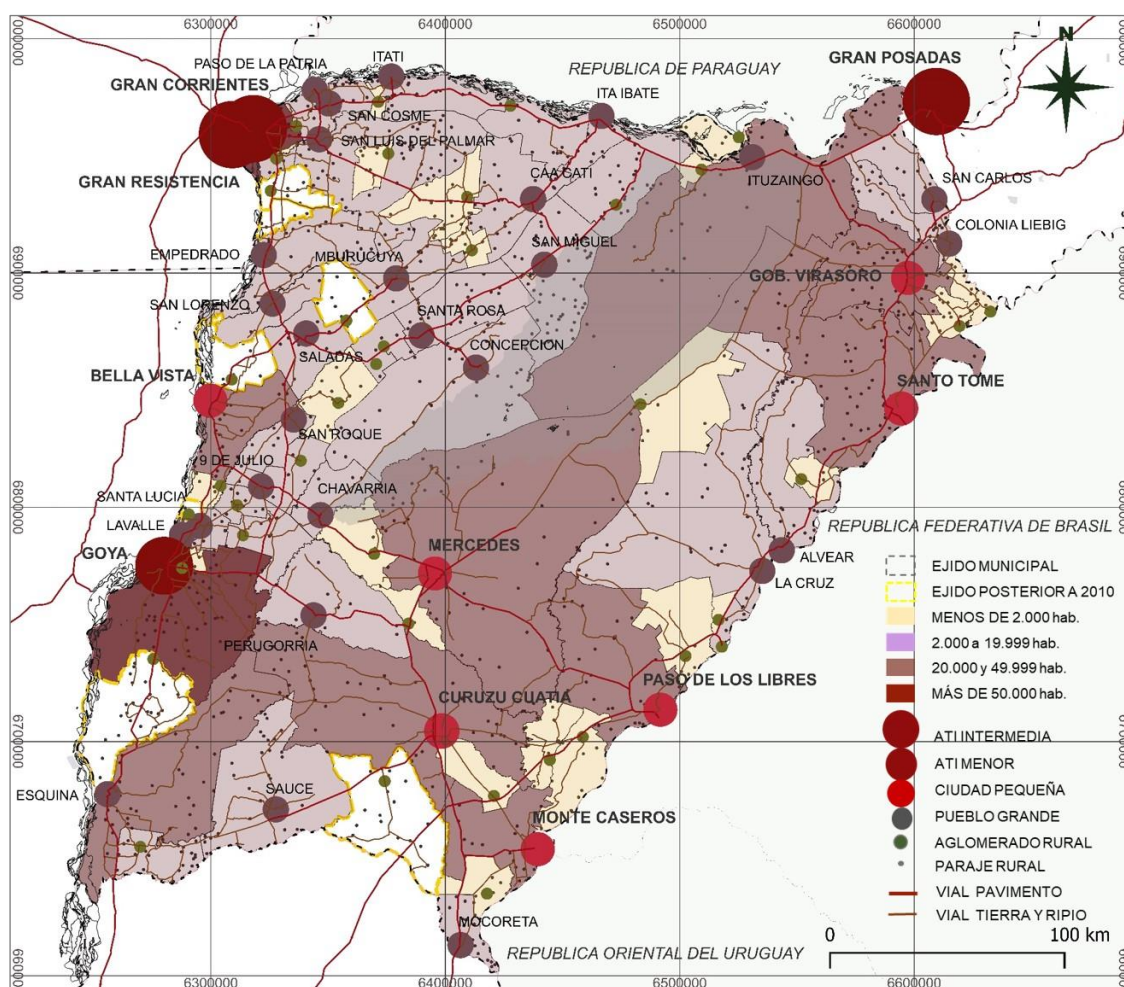 6300000 6400000 6500000 6600000
N
ITATI
PASO DE LA PATRIA
GRAN POSADAS
REPUBLICA DE PARAGUAY
GRAN CORRIENTES
ITA IBATE
SAN COSME
SAN LUIS DEL PALMAR
GRAN RESISTENCIA
CAA CATI
ITUZAINGO
SAN CARLOS
COLONIA LIEBIG
SAN MIGUEL
EMPEDRADO
MBURUCUYA
GOB. VIRASORO
6900000
SAN LORENZO
SANTA ROSA
SALADAS
CONCEPCION
BELLA VISTA
SANTO TOME
SAN ROQUE
9 DE JULIO
SANTA LUCIA
CHAVARRIA
6800000
LAVALLE
REPUBLICA FEDERATIVA DE BRASIL
GOYA
MERCEDES
ALVEAR
LA CRUZ
EJIDO MUNICIPAL
EJIDO POSTERIOR A 2010
MENOS DE 2.000 hab.
2.000 a 19.999 hab.
20.000 y 49.999 hab.
MÁS DE 50.000 hab.
ATI INTERMEDIA
ATI MENOR
CIUDAD PEQUEÑA
PUEBLO GRANDE
AGLOMERADO RURAL
PARAJE RURAL
VIAL PAVIMENTO
VIAL TIERRA Y RIPIO
PERUGORRIA
PASO DE LOS LIBRES
CURUZU CUATIA
6700000
ESQUINA
SAUCE
MONTE CASEROS
MOCORETA
REPUBLICA ORIENTAL DEL URUGUAY
0 100 km
6600000
6300000 6400000 6500000 6600000